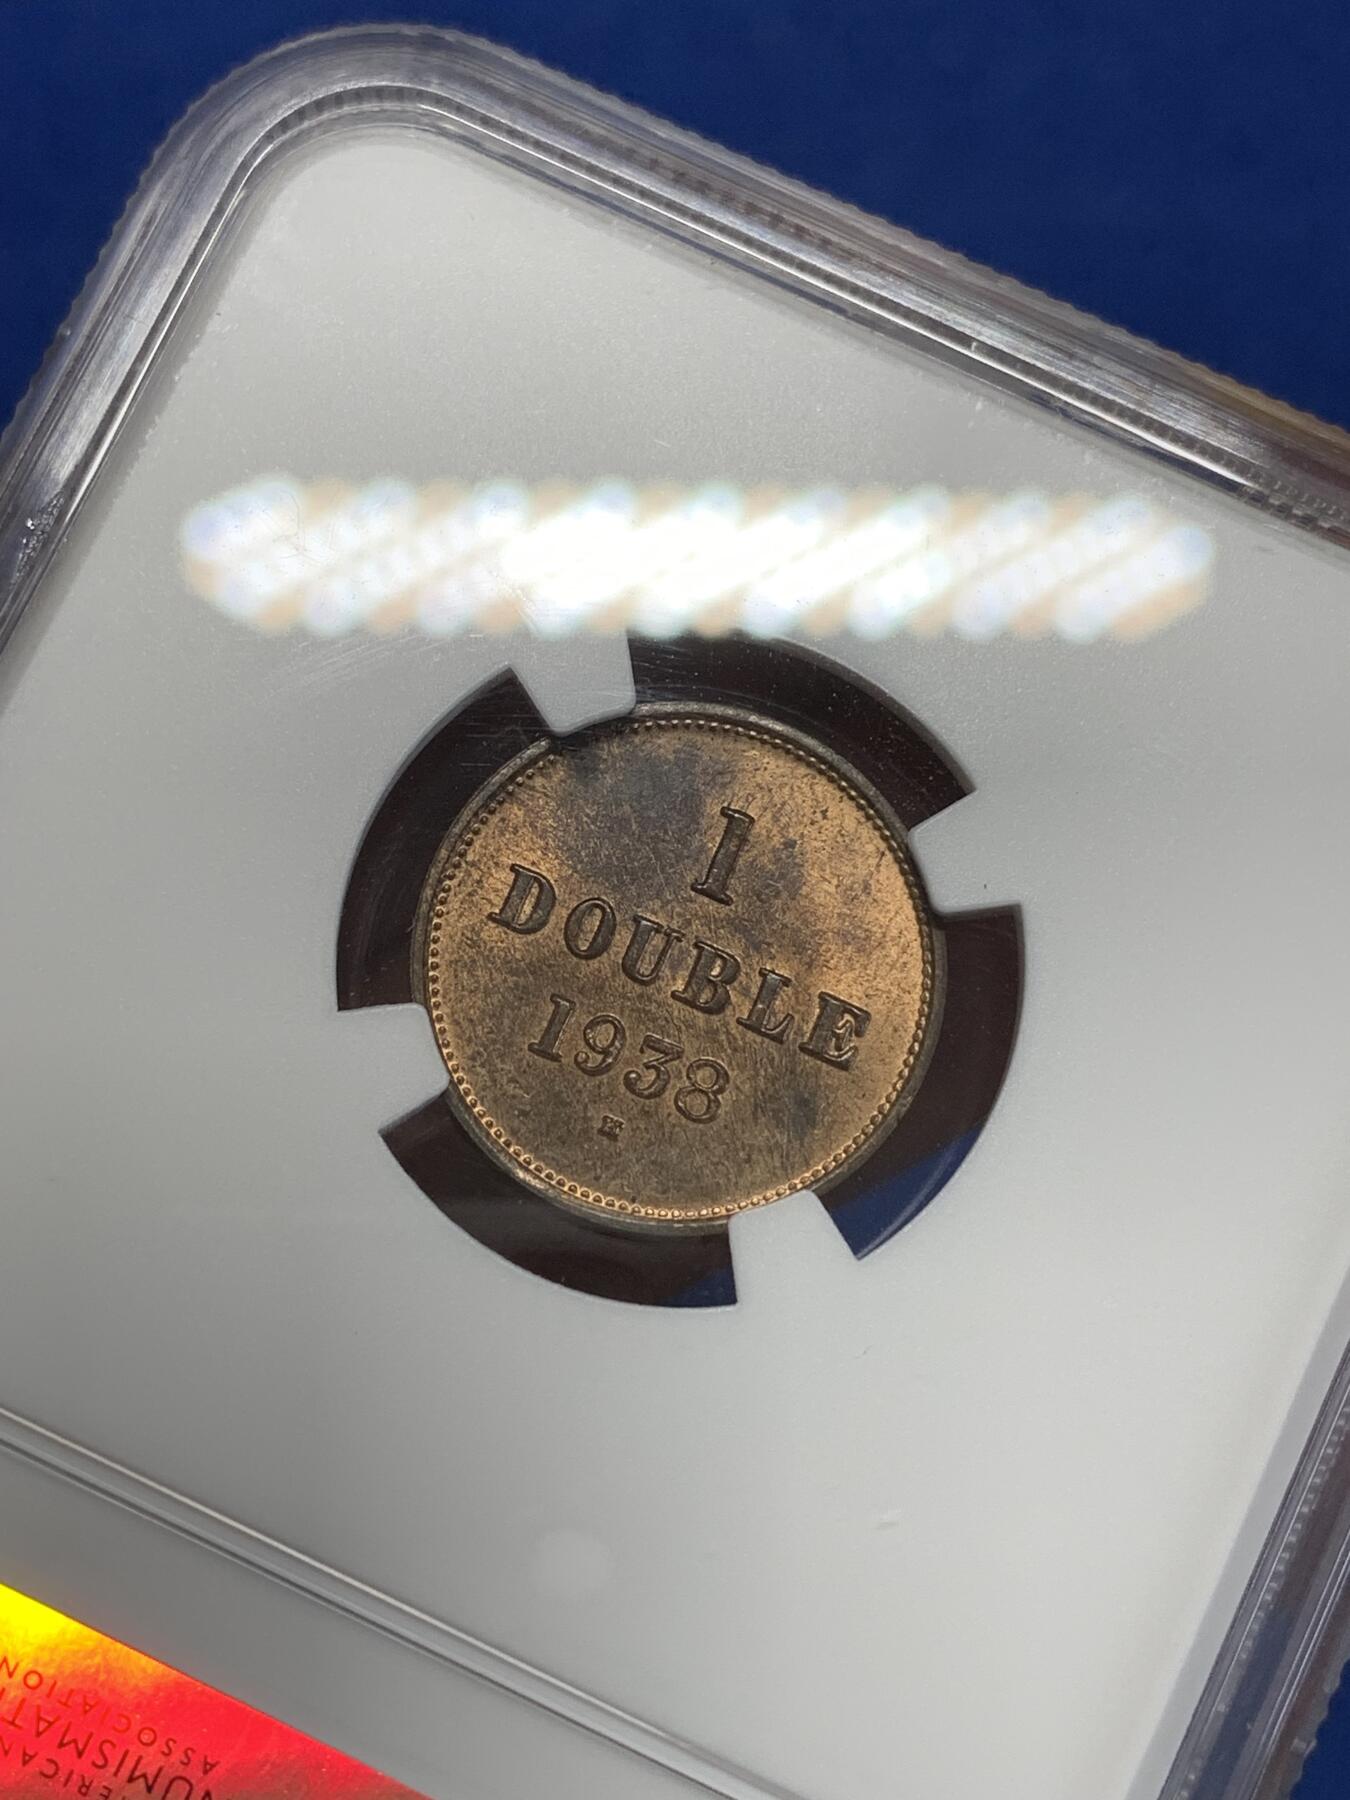 1
DOUBLE
1938
H
NUMISMATI
ASSOCIATION